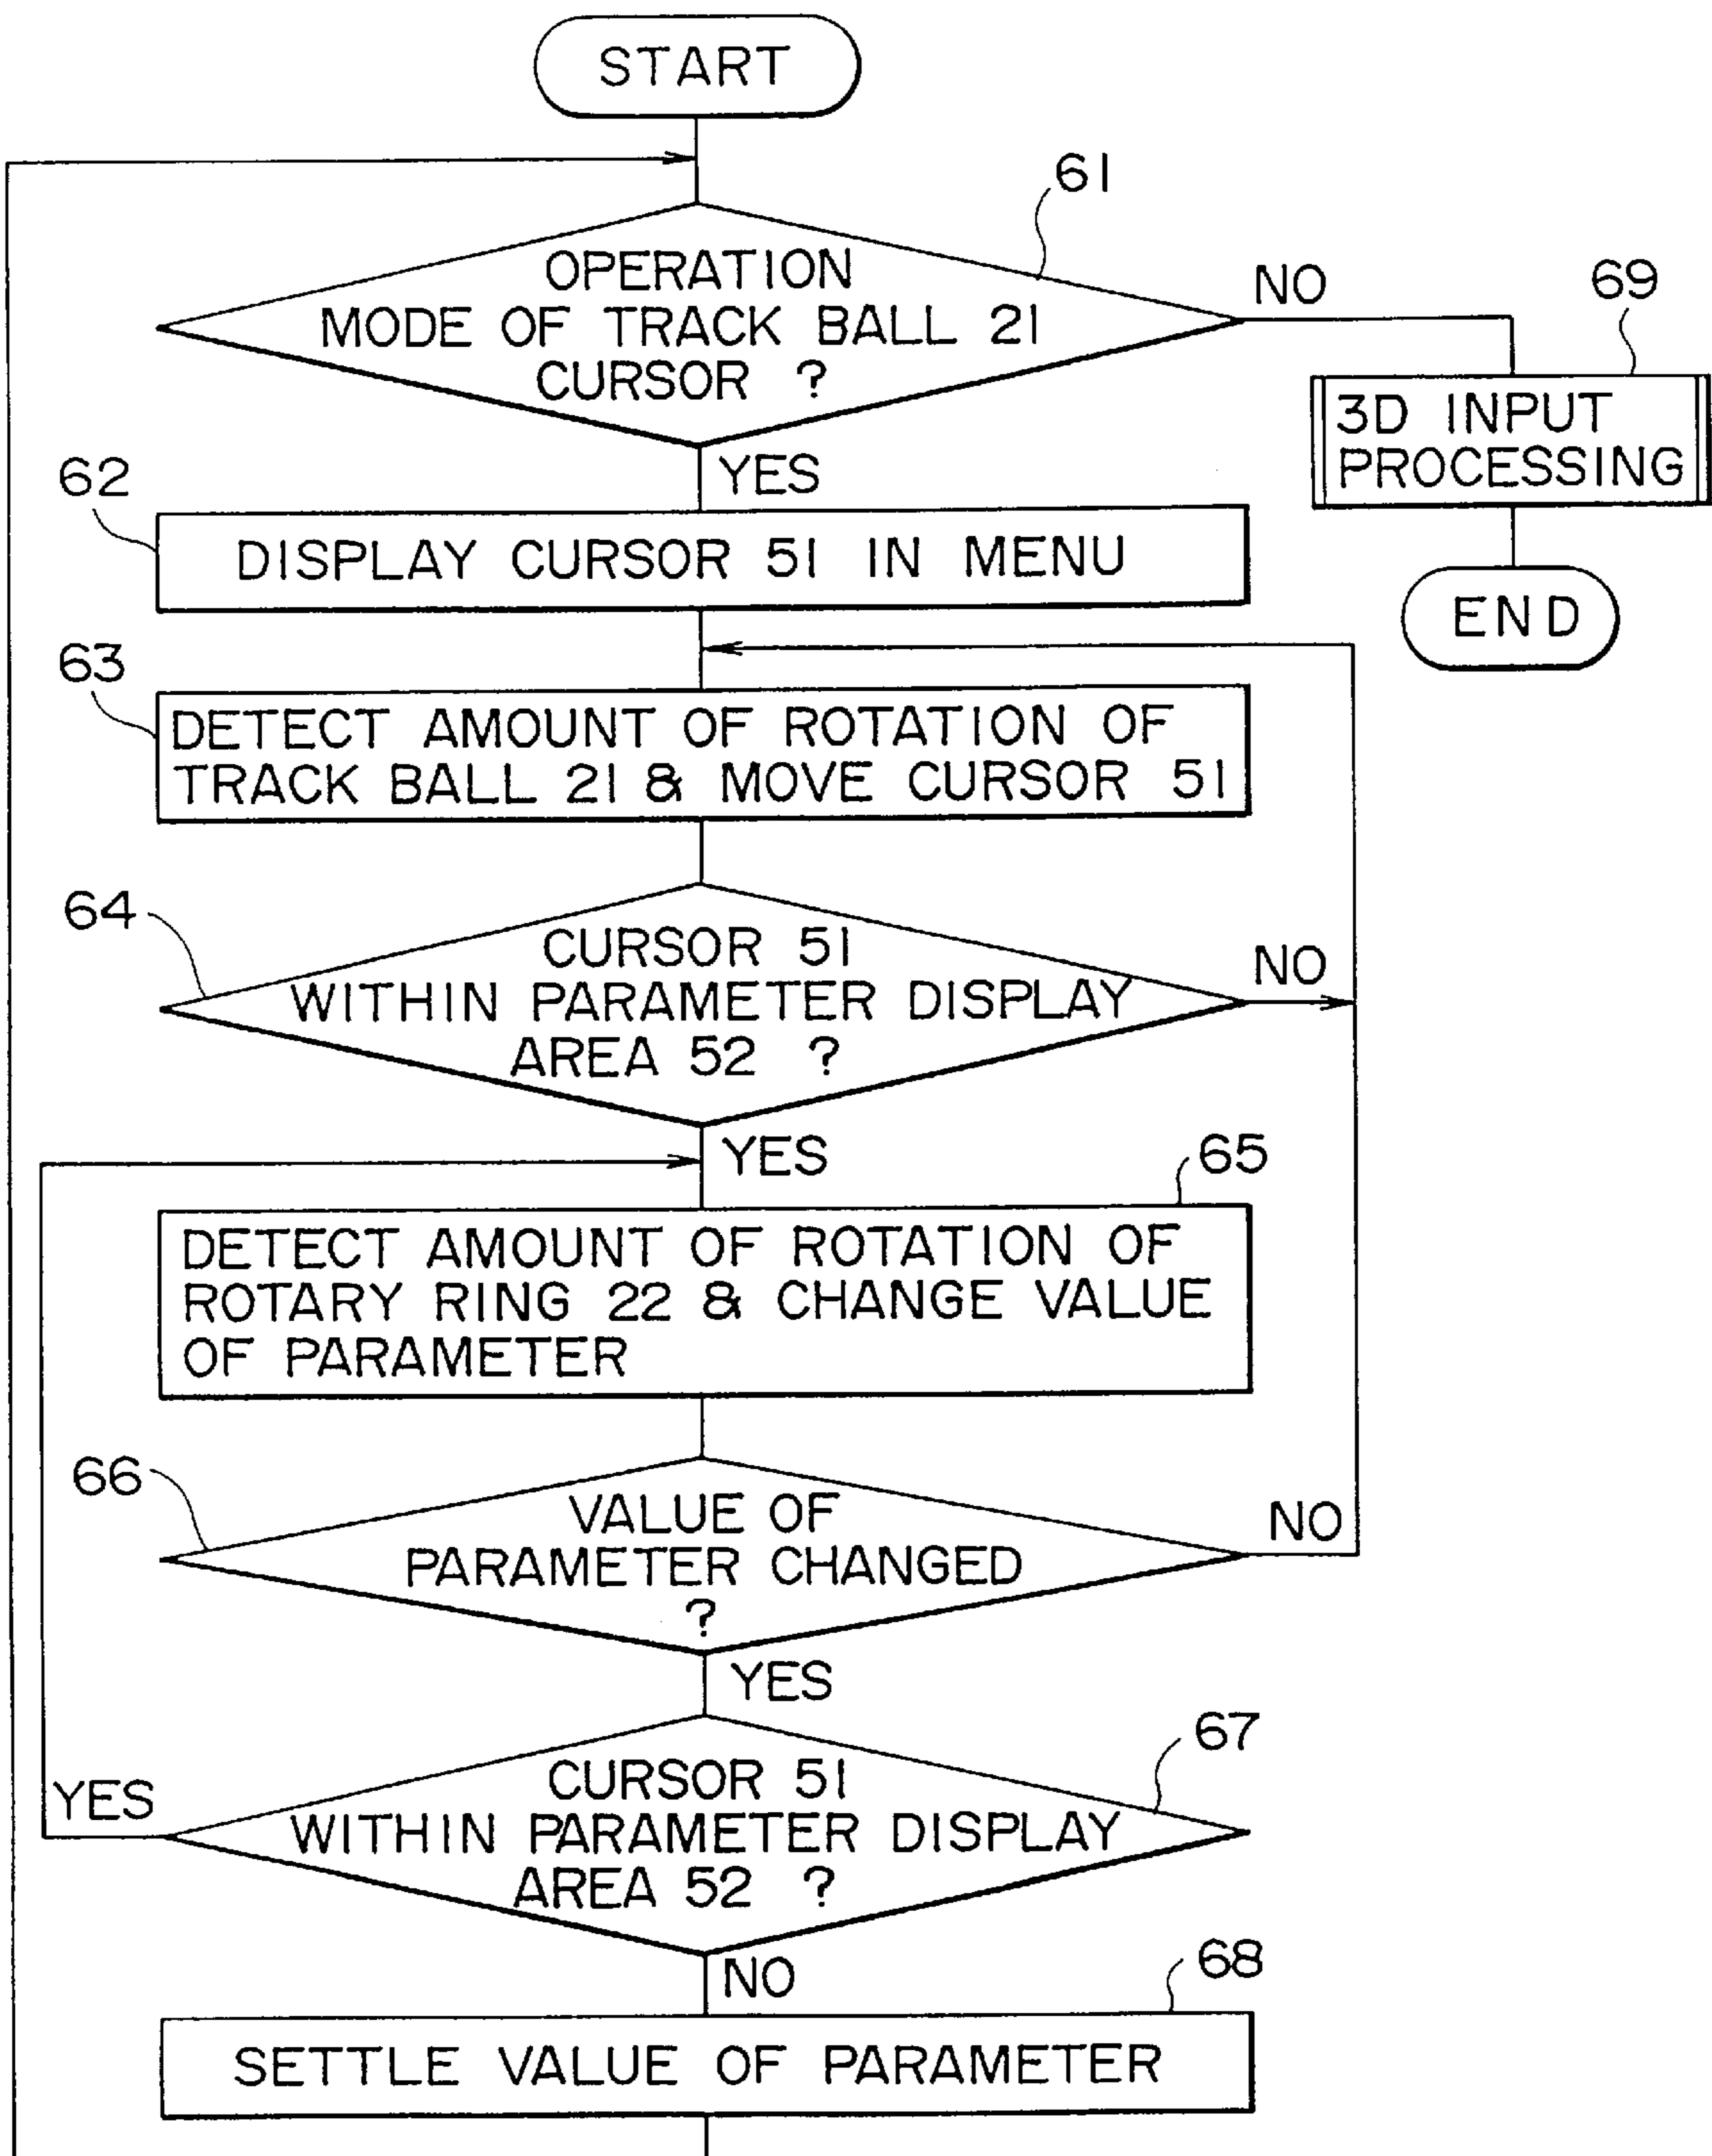 START
61
OPERATION
MODE OF TRACK BALL 21
CURSOR ?
NO
69
3D INPUT
PROCESSING
YES
62
DISPLAY CURSOR 51 IN MENU
END
63
DETECT AMOUNT OF ROTATION OF
TRACK BALL 21 & MOVE CURSOR 51
64
CURSOR 51
WITHIN PARAMETER DISPLAY
AREA 52 ?
NO
YES
65
DETECT AMOUNT OF ROTATION OF
ROTARY RING 22 & CHANGE VALUE
OF PARAMETER
66
VALUE OF
PARAMETER CHANGED
?
NO
YES
67
CURSOR 51
WITHIN PARAMETER DISPLAY
AREA 52 ?
YES
NO
68
SETTLE VALUE OF PARAMETER